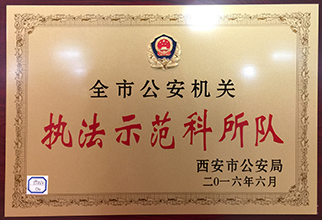 全市公安机关
执法示范科所队
西安市公安局
二〇一六年六月